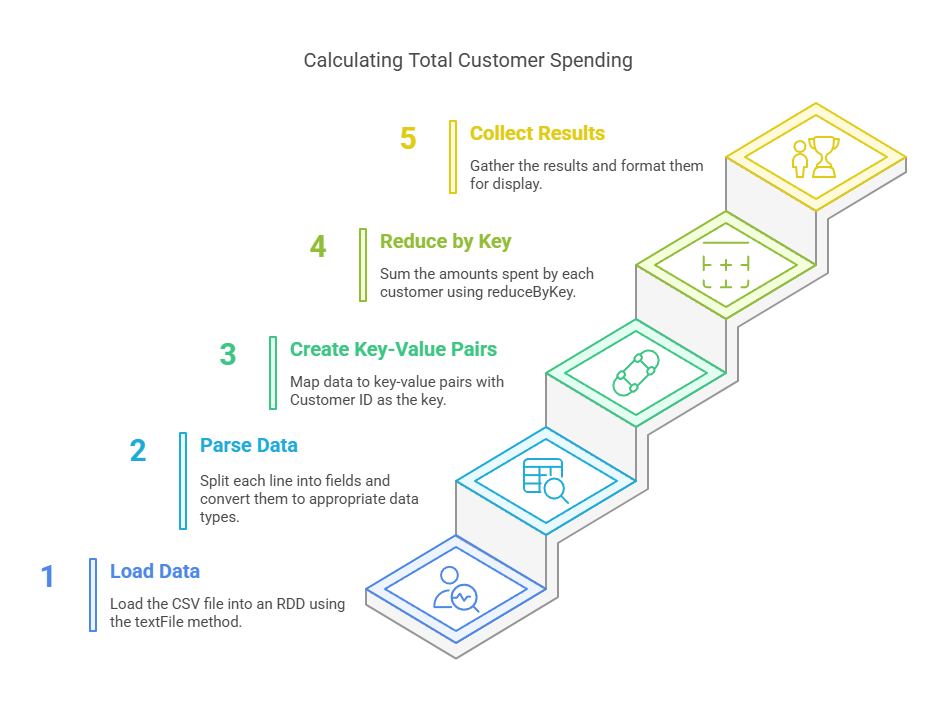 Calculating Total Customer Spending
5
Collect Results
Gather the results and format them
for display.
4
Reduce by Key
Sum the amounts spent by each
customer using reduceByKey.
3
Create Key-Value Pairs
Map data to key-value pairs with
Customer ID as the key.
2
Parse Data
Split each line into fields and
convert them to appropriate data
types.
1
Load Data
Load the CSV file into an RDD using
the textFile method.